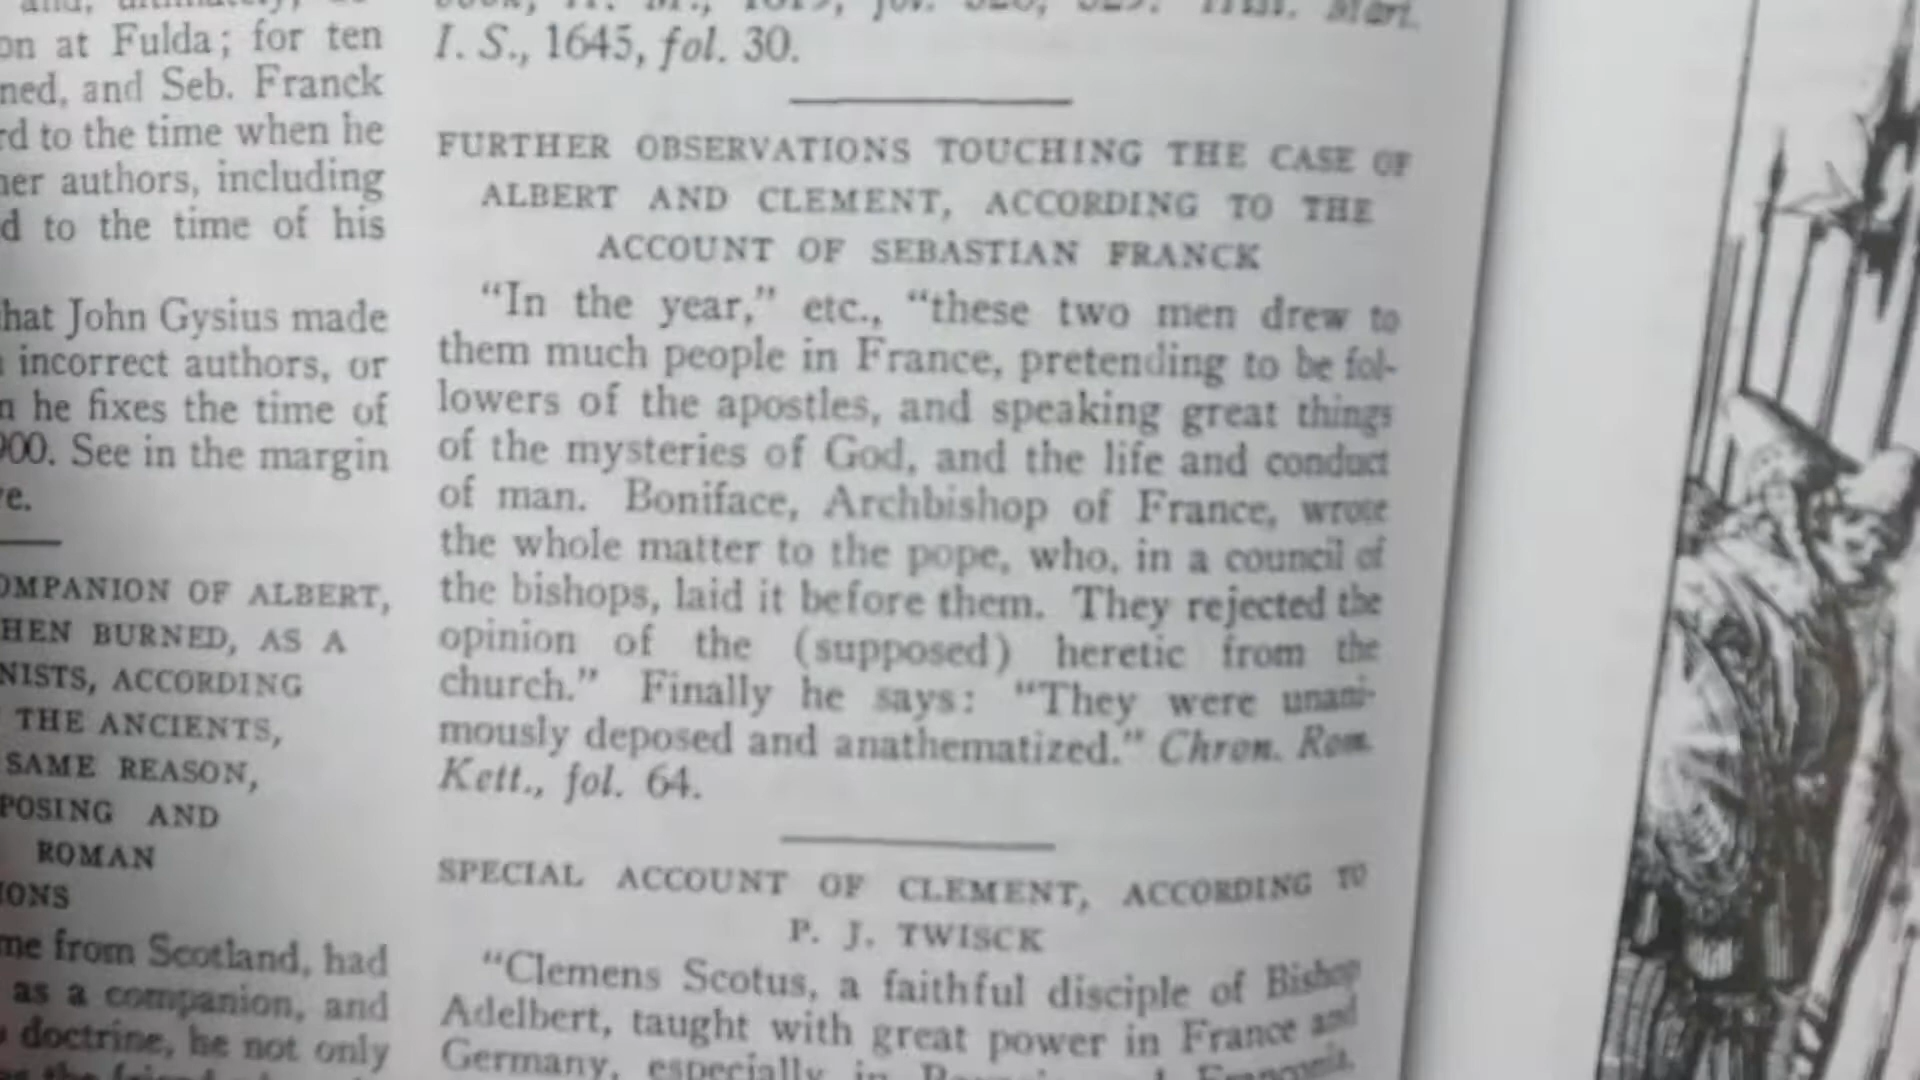 on at Fulda; for ten
ned, and Seb. Franck
rd to the time when he
her authors, including
d to the time of his
that John Gysius made
incorrect authors, or
n he fixes the time of
900. See in the margin
re.
OMPANION OF ALBERT,
HEN BURNED, AS A
NISTS, ACCORDING
THE ANCIENTS,
SAME REASON,
POSING AND
ROMAN
IONS
me from Scotland, had
as a companion, and
doctrine, he not only
I. S., 1645, fol. 30.
FURTHER OBSERVATIONS TOUCHING THE CASE OF
ALBERT AND CLEMENT, ACCORDING TO THE
ACCOUNT OF SEBASTIAN FRANCK
“In the year,” etc., “these two men drew to
them much people in France, pretending to be fol-
lowers of the apostles, and speaking great things
of the mysteries of God, and the life and conduct
of man. Boniface, Archbishop of France, wrote
the whole matter to the pope, who, in a council of
the bishops, laid it before them. They rejected the
opinion of the (supposed) heretic from the
church.” Finally he says: “They were unani-
mously deposed and anathematized.” Chron. Rom.
Kett., fol. 64.
SPECIAL ACCOUNT OF CLEMENT, ACCORDING TO
P. J. TWISCK
“Clemens Scotus, a faithful disciple of Bishop
Adelbert, taught with great power in France and
Germany, especially in